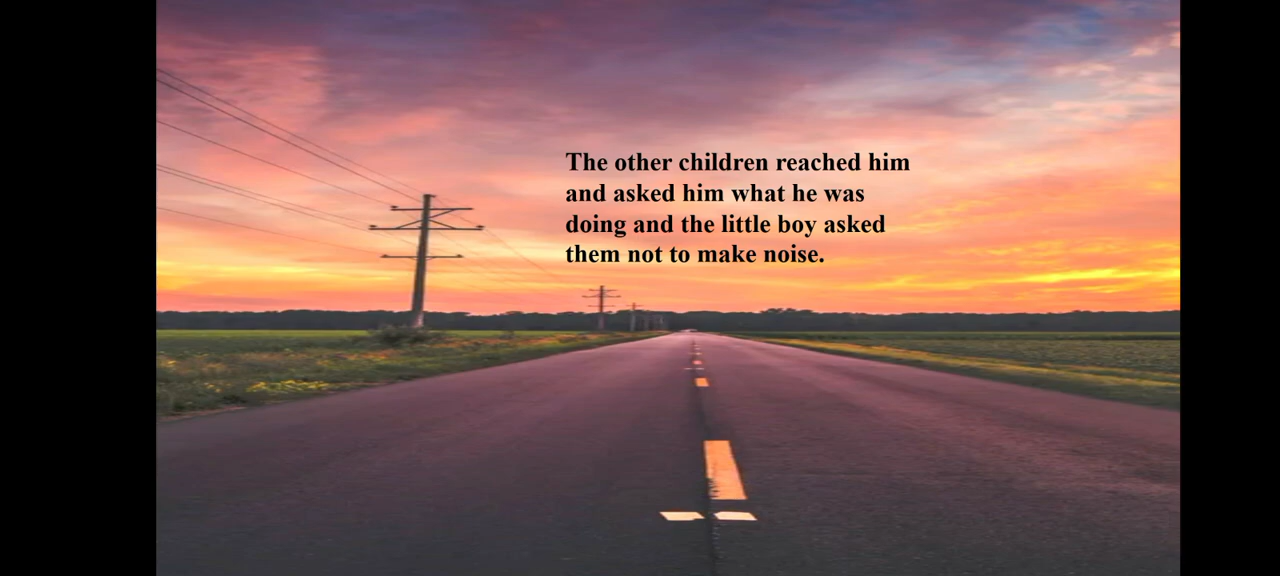 The other children reached him
and asked him what he was
doing and the little boy asked
them not to make noise.